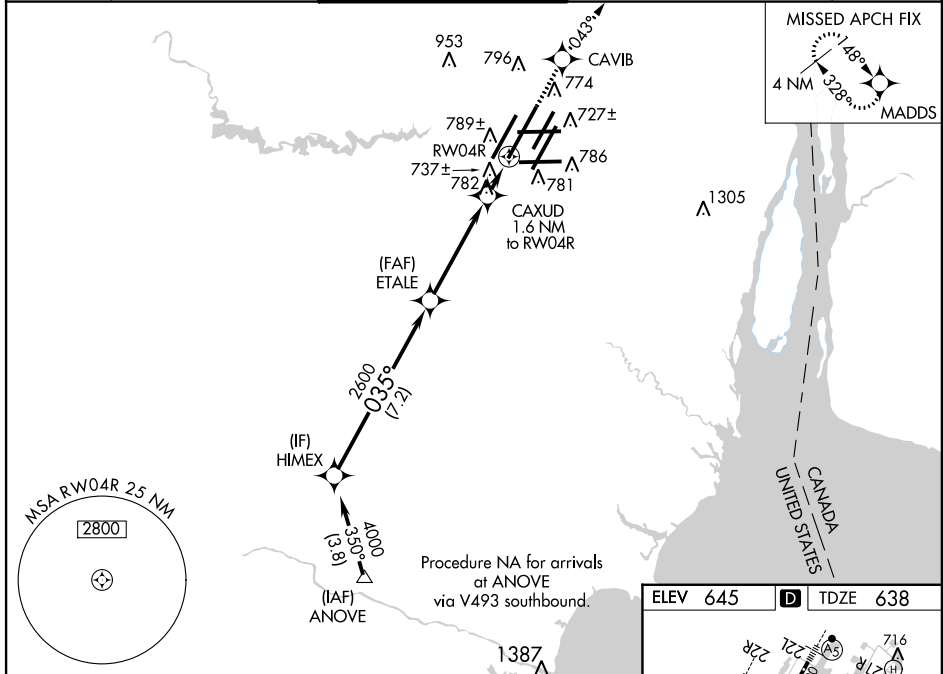 MISSED APCH FIX
148°
4 NM
328°
MADDS
043°
953
796
CAVIB
774
789±
727±
RW04R
737±
786
782
781
CAXUD
1.6 NM
to RW04R
1305
(FAF)
ETALE
2600
035°
(7.2)
(IF)
HIMEX
CANADA
UNITED STATES
MSA RW04R 25 NM
2800
4000
350°
(3.8)
(IAF)
ANOVE
Procedure NA for arrivals
at ANOVE
via V493 southbound.
1387
ELEV 645 D TDZE 638
22R
22L
A5
716
21R
H